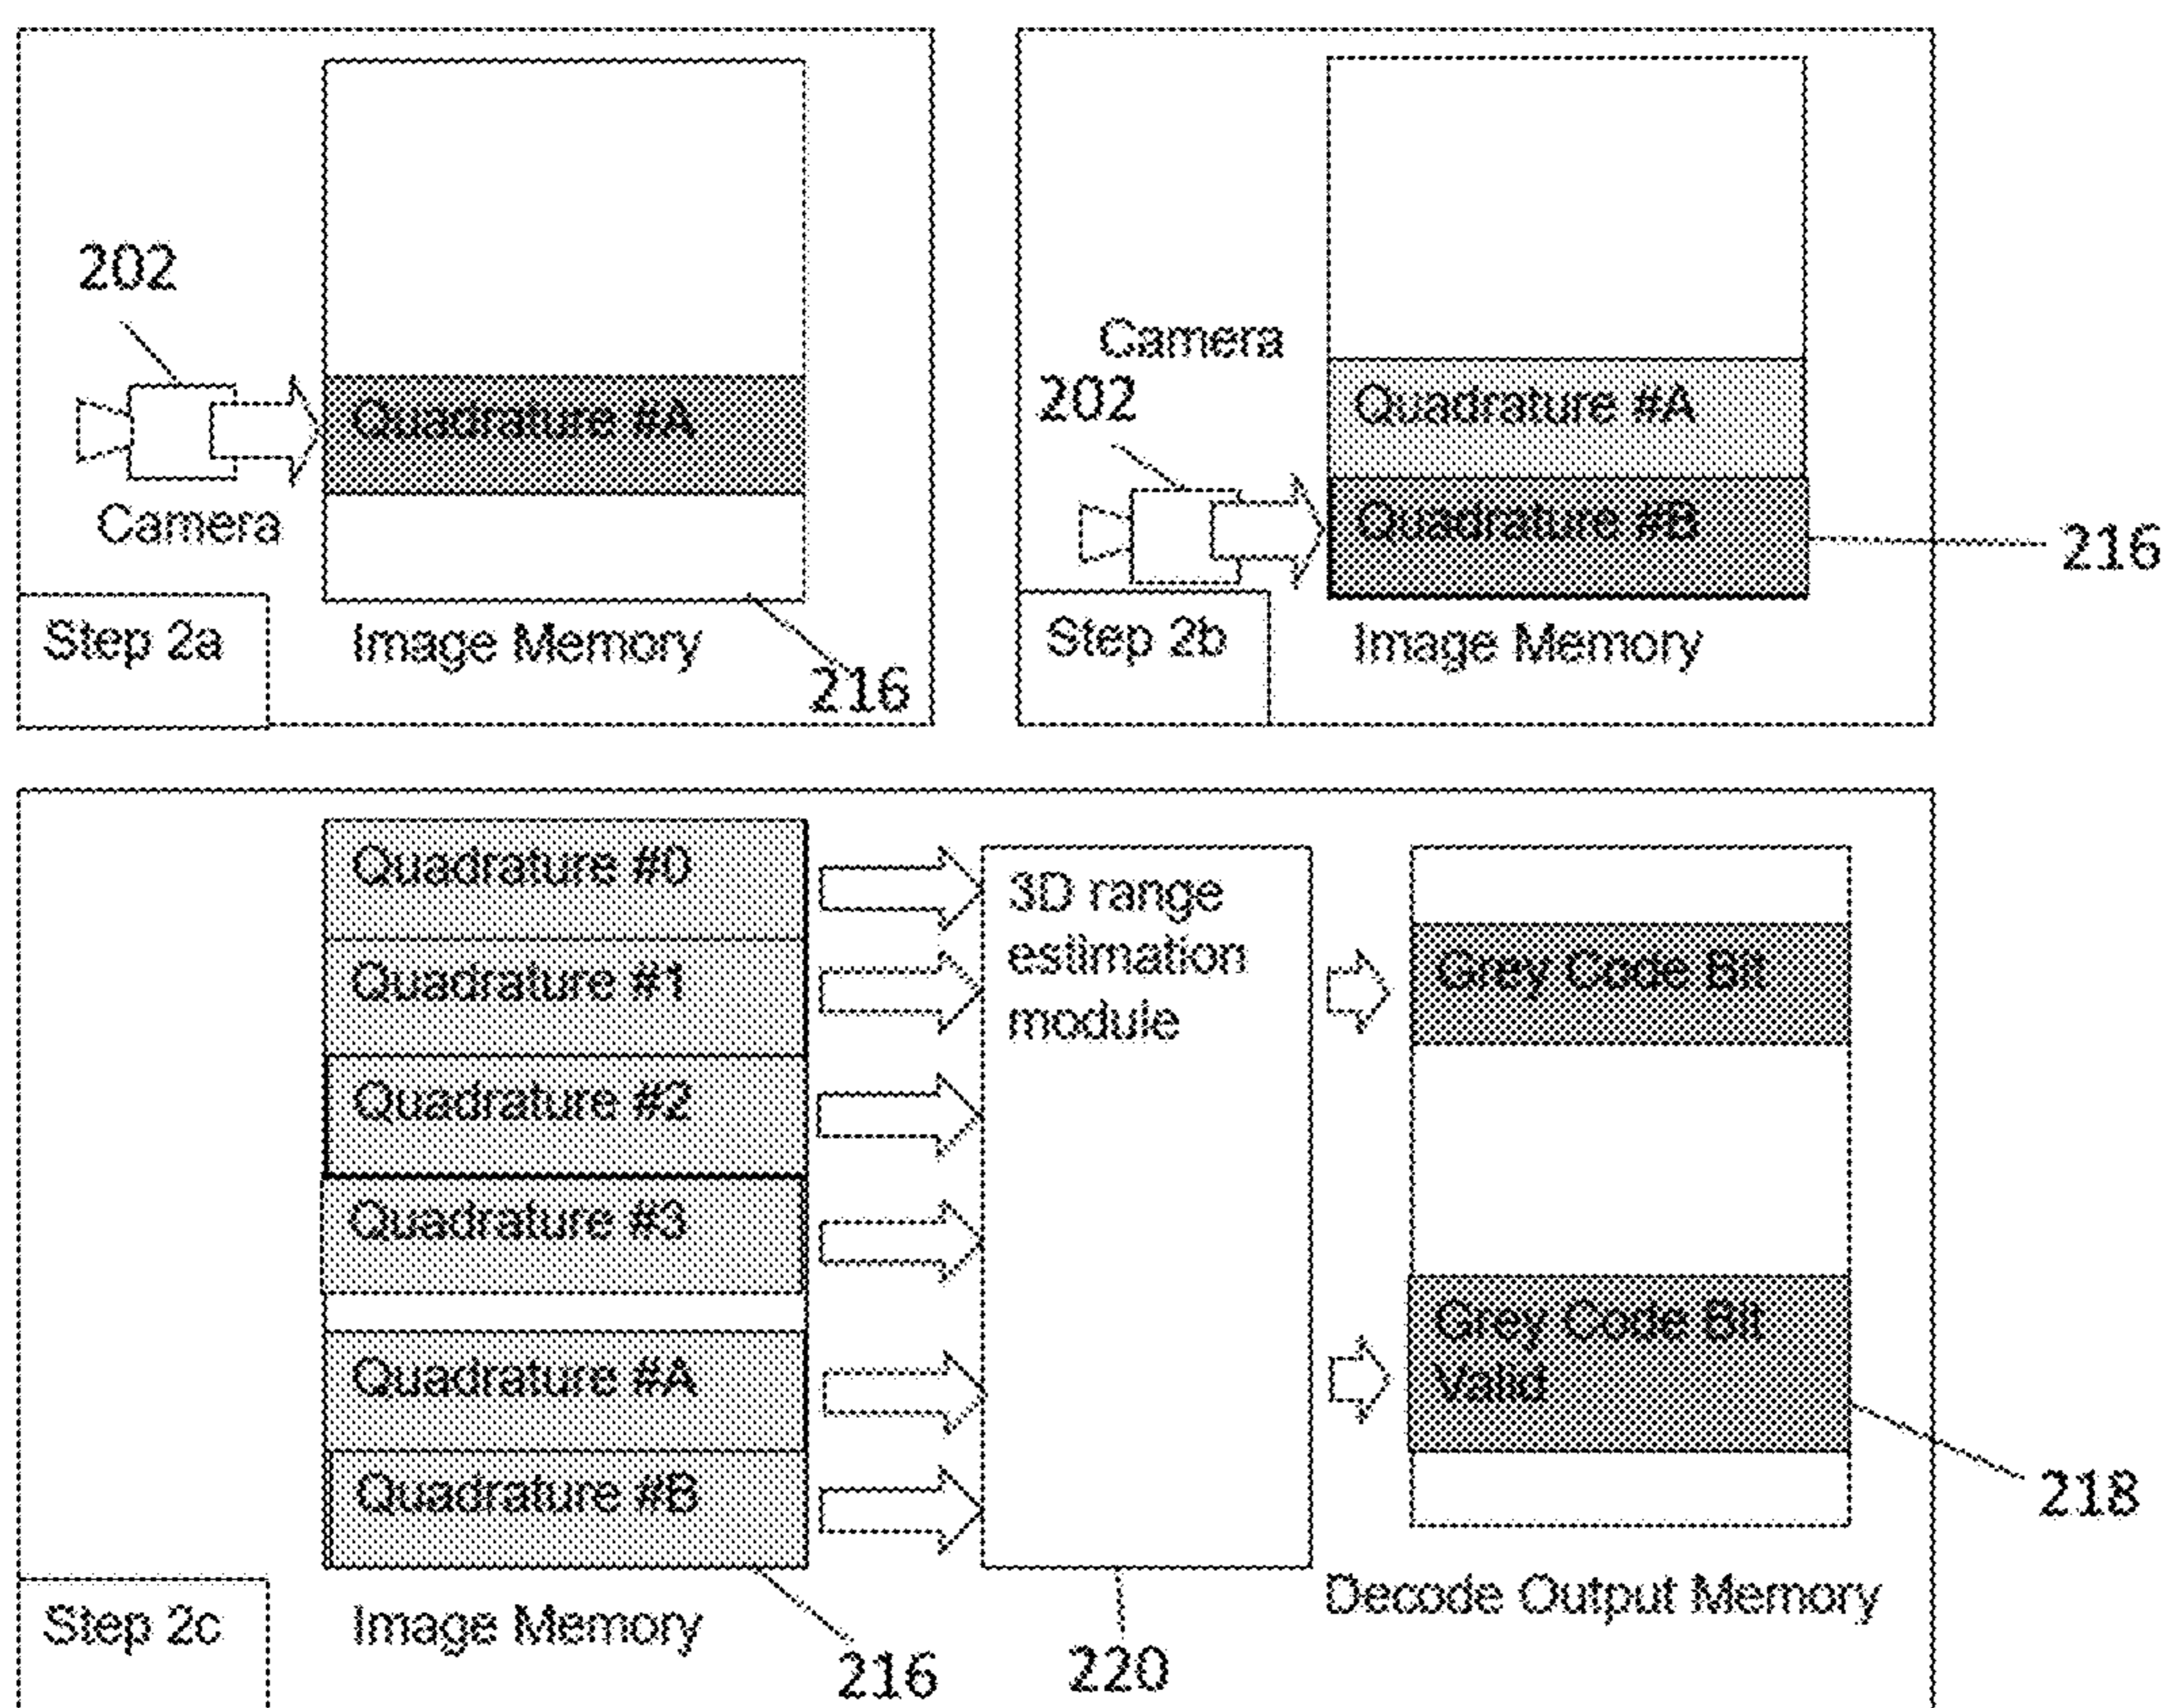 202
Camera
Quadrature #A
Step 2a
Image Memory
216
Camera
202
Quadrature #A
Quadrature #B
216
Step 2b
Image Memory
Quadrature #0
Quadrature #1
Quadrature #2
Quadrature #3
Quadrature #A
Quadrature #B
3D range
estimation
module
Grey Code Bit
Grey Code Bit
Valid
218
Step 2c
Image Memory
216
220
Decode Output Memory